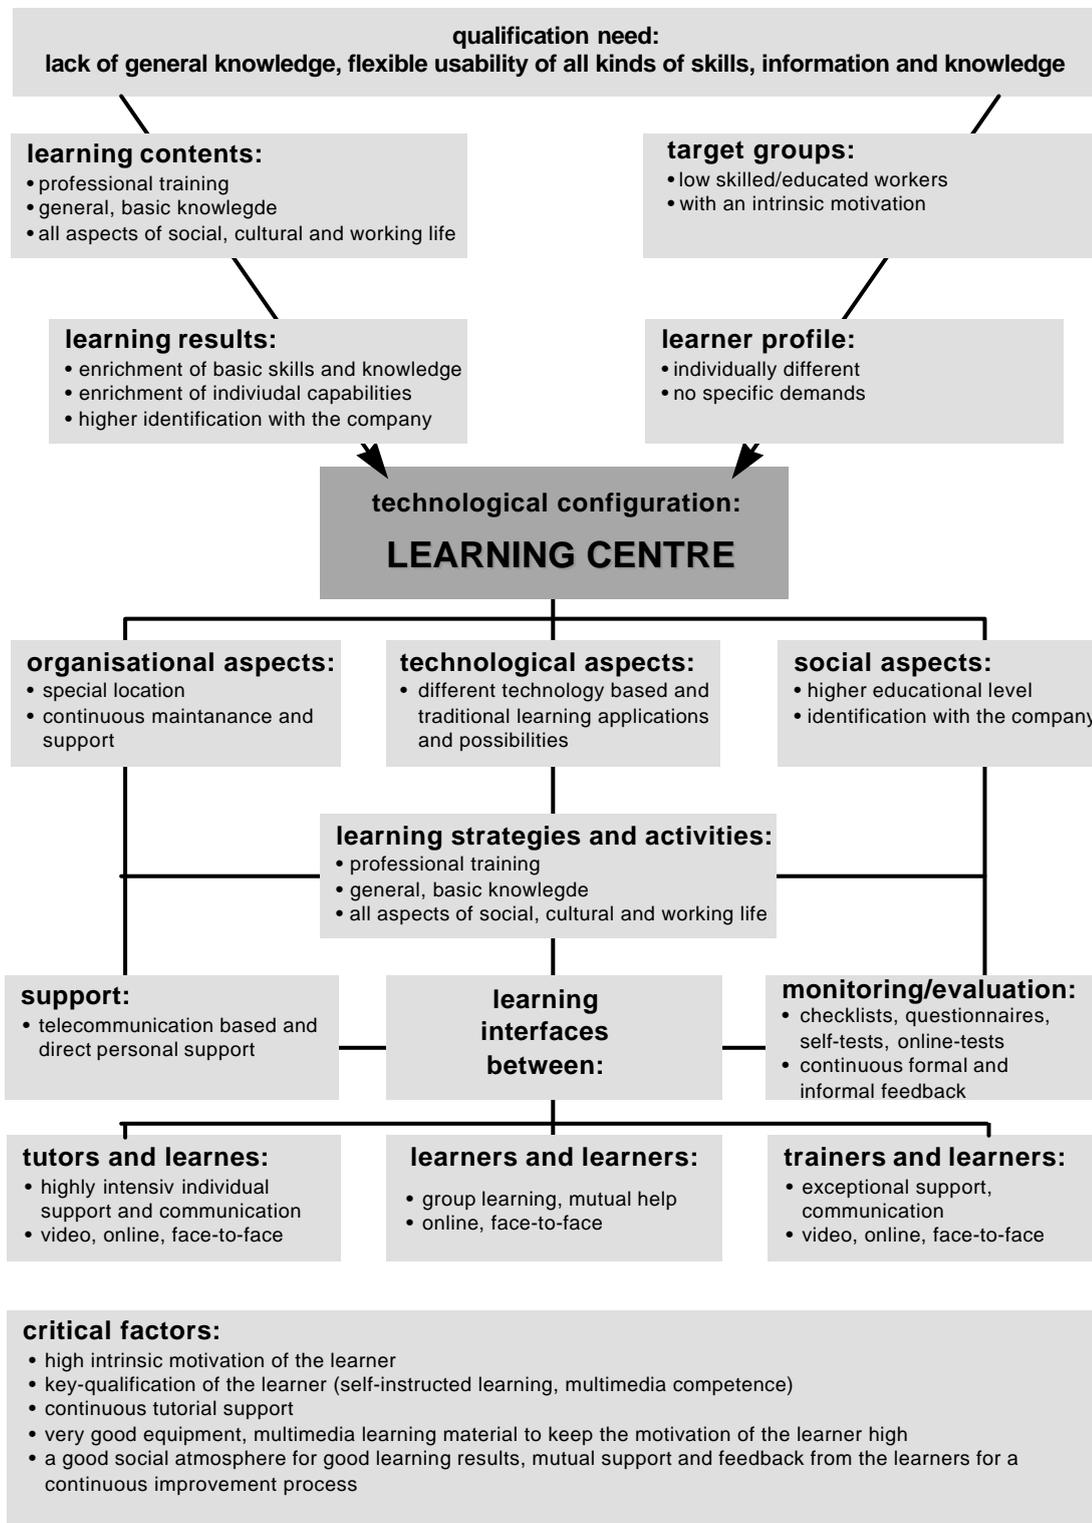 qualification need:
lack of general knowledge, flexible usability of all kinds of skills, information and knowledge
learning contents:
• professional training
• general, basic knowlegde
• all aspects of social, cultural and working life
target groups:
• low skilled/educated workers
• with an intrinsic motivation
learning results:
• enrichment of basic skills and knowledge
• enrichment of indiviudal capabilities
• higher identification with the company
learner profile:
• individually different
• no specific demands
technological configuration:
LEARNING CENTRE
organisational aspects:
• special location
• continuous maintanance and
support
technological aspects:
• different technology based and
traditional learning applications
and possibilities
social aspects:
• higher educational level
• identification with the company
learning strategies and activities:
• professional training
• general, basic knowlegde
• all aspects of social, cultural and working life
support:
• telecommunication based and
direct personal support
learning
interfaces
between:
monitoring/evaluation:
• checklists, questionnaires,
self-tests, online-tests
• continuous formal and
informal feedback
tutors and learnes:
• highly intensiv individual
support and communication
• video, online, face-to-face
learners and learners:
• group learning, mutual help
• online, face-to-face
trainers and learners:
• exceptional support,
communication
• video, online, face-to-face
critical factors:
• high intrinsic motivation of the learner
• key-qualification of the learner (self-instructed learning, multimedia competence)
• continuous tutorial support
• very good equipment, multimedia learning material to keep the motivation of the learner high
• a good social atmosphere for good learning results, mutual support and feedback from the learners for a
continuous improvement process